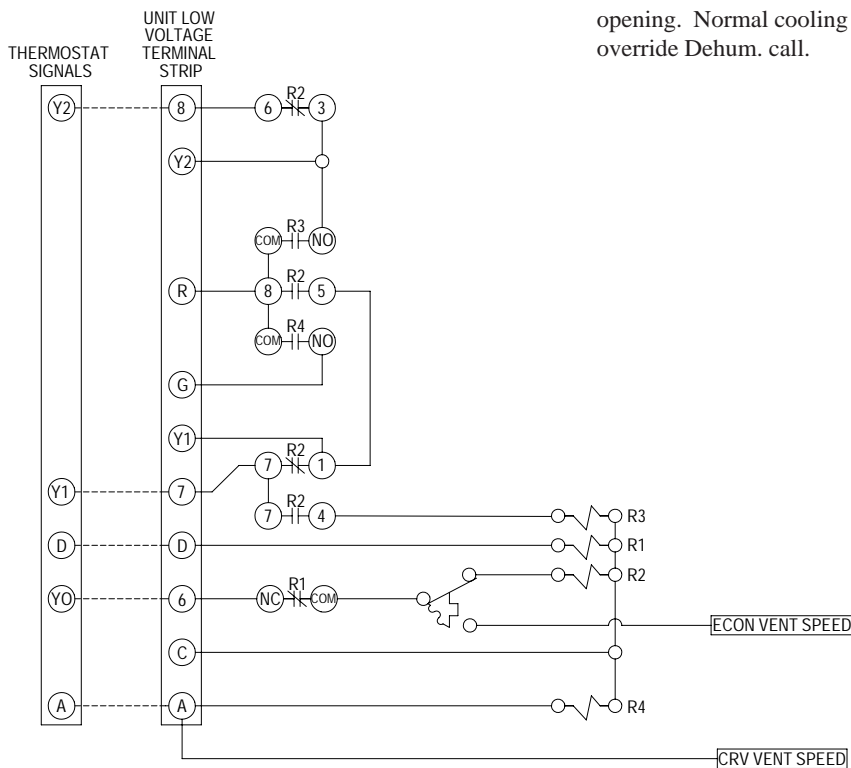 opening. Normal cooling
override Dehum. call.
UNIT LOW
VOLTAGE
TERMINAL
STRIP
THERMOSTAT
SIGNALS
Y2 8 6 R2 3
Y2
COM R3 NO
R 8 R2 5
COM R4 NO
G
Y1
7 R2 1
Y1 7
7 R2 4 R3
D D R1
R2
YO 6 NC R1 COM
ECON VENT SPEED
C
A A R4
CRV VENT SPEED